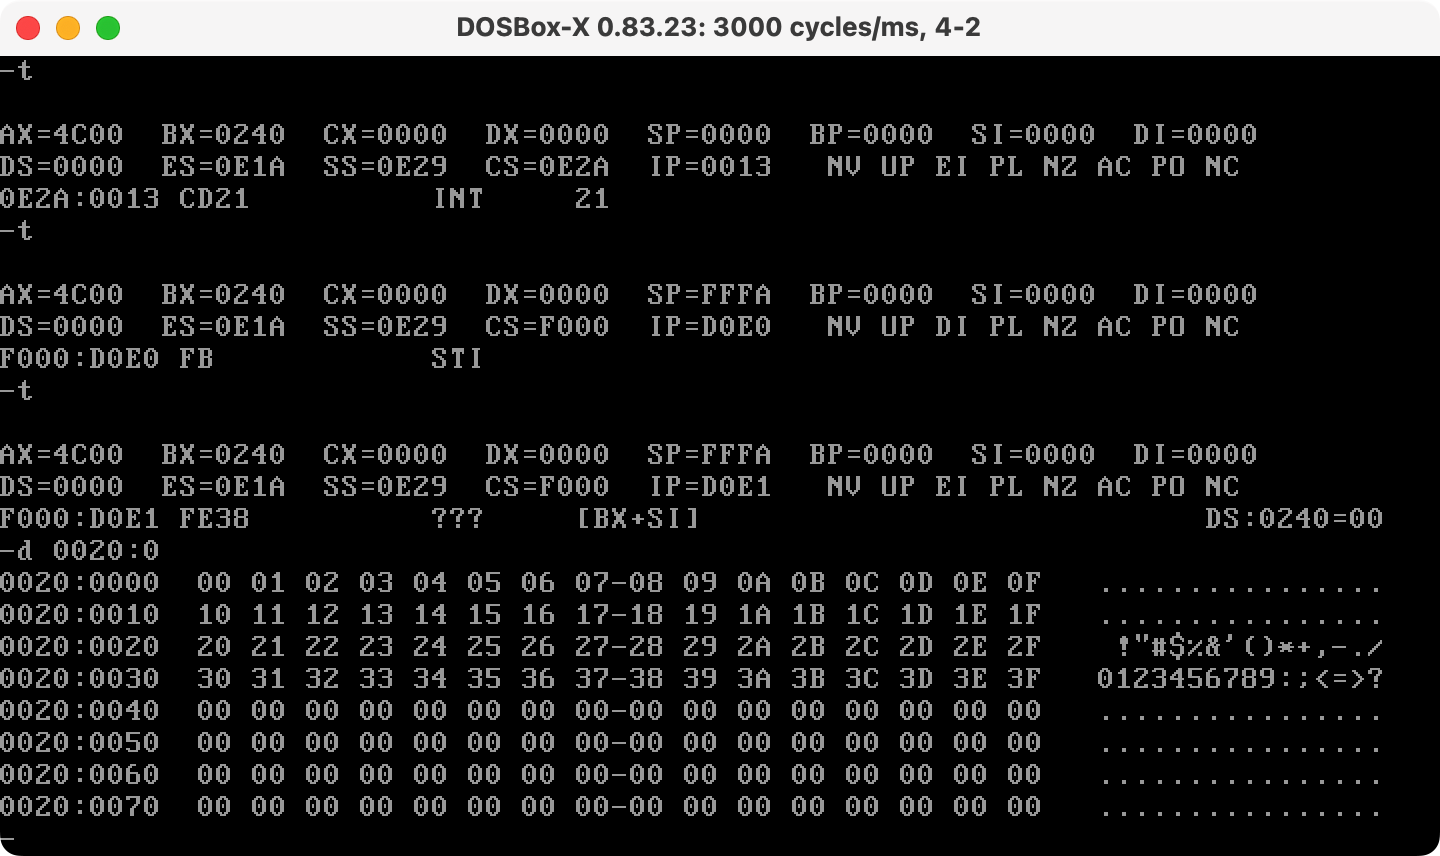 DOSBox-X 0.83.23: 3000 cycles/ms, 4-2
-t
AX=4C00  BX=0240  CX=0000  DX=0000  SP=0000  BP=0000  SI=0000  DI=0000
DS=0000  ES=0E1A  SS=0E29  CS=0E2A  IP=0013   NV UP EI PL NZ AC PO NC
0E2A:0013 CD21          INT     21
-t
AX=4C00  BX=0240  CX=0000  DX=0000  SP=FFFA  BP=0000  SI=0000  DI=0000
DS=0000  ES=0E1A  SS=0E29  CS=F000  IP=D0E0   NV UP DI PL NZ AC PO NC
F000:D0E0 FB            STI
-t
AX=4C00  BX=0240  CX=0000  DX=0000  SP=FFFA  BP=0000  SI=0000  DI=0000
DS=0000  ES=0E1A  SS=0E29  CS=F000  IP=D0E1   NV UP EI PL NZ AC PO NC
F000:D0E1 FE38          ???     [BX+SI]                            DS:0240=00
-d 0020:0
0020:0000  00 01 02 03 04 05 06 07-08 09 0A 0B 0C 0D 0E 0F   ................
0020:0010  10 11 12 13 14 15 16 17-18 19 1A 1B 1C 1D 1E 1F   ................
0020:0020  20 21 22 23 24 25 26 27-28 29 2A 2B 2C 2D 2E 2F    !"#$%&'()*+,-./
0020:0030  30 31 32 33 34 35 36 37-38 39 3A 3B 3C 3D 3E 3F   0123456789:;<=>?
0020:0040  00 00 00 00 00 00 00 00-00 00 00 00 00 00 00 00   ................
0020:0050  00 00 00 00 00 00 00 00-00 00 00 00 00 00 00 00   ................
0020:0060  00 00 00 00 00 00 00 00-00 00 00 00 00 00 00 00   ................
0020:0070  00 00 00 00 00 00 00 00-00 00 00 00 00 00 00 00   ................